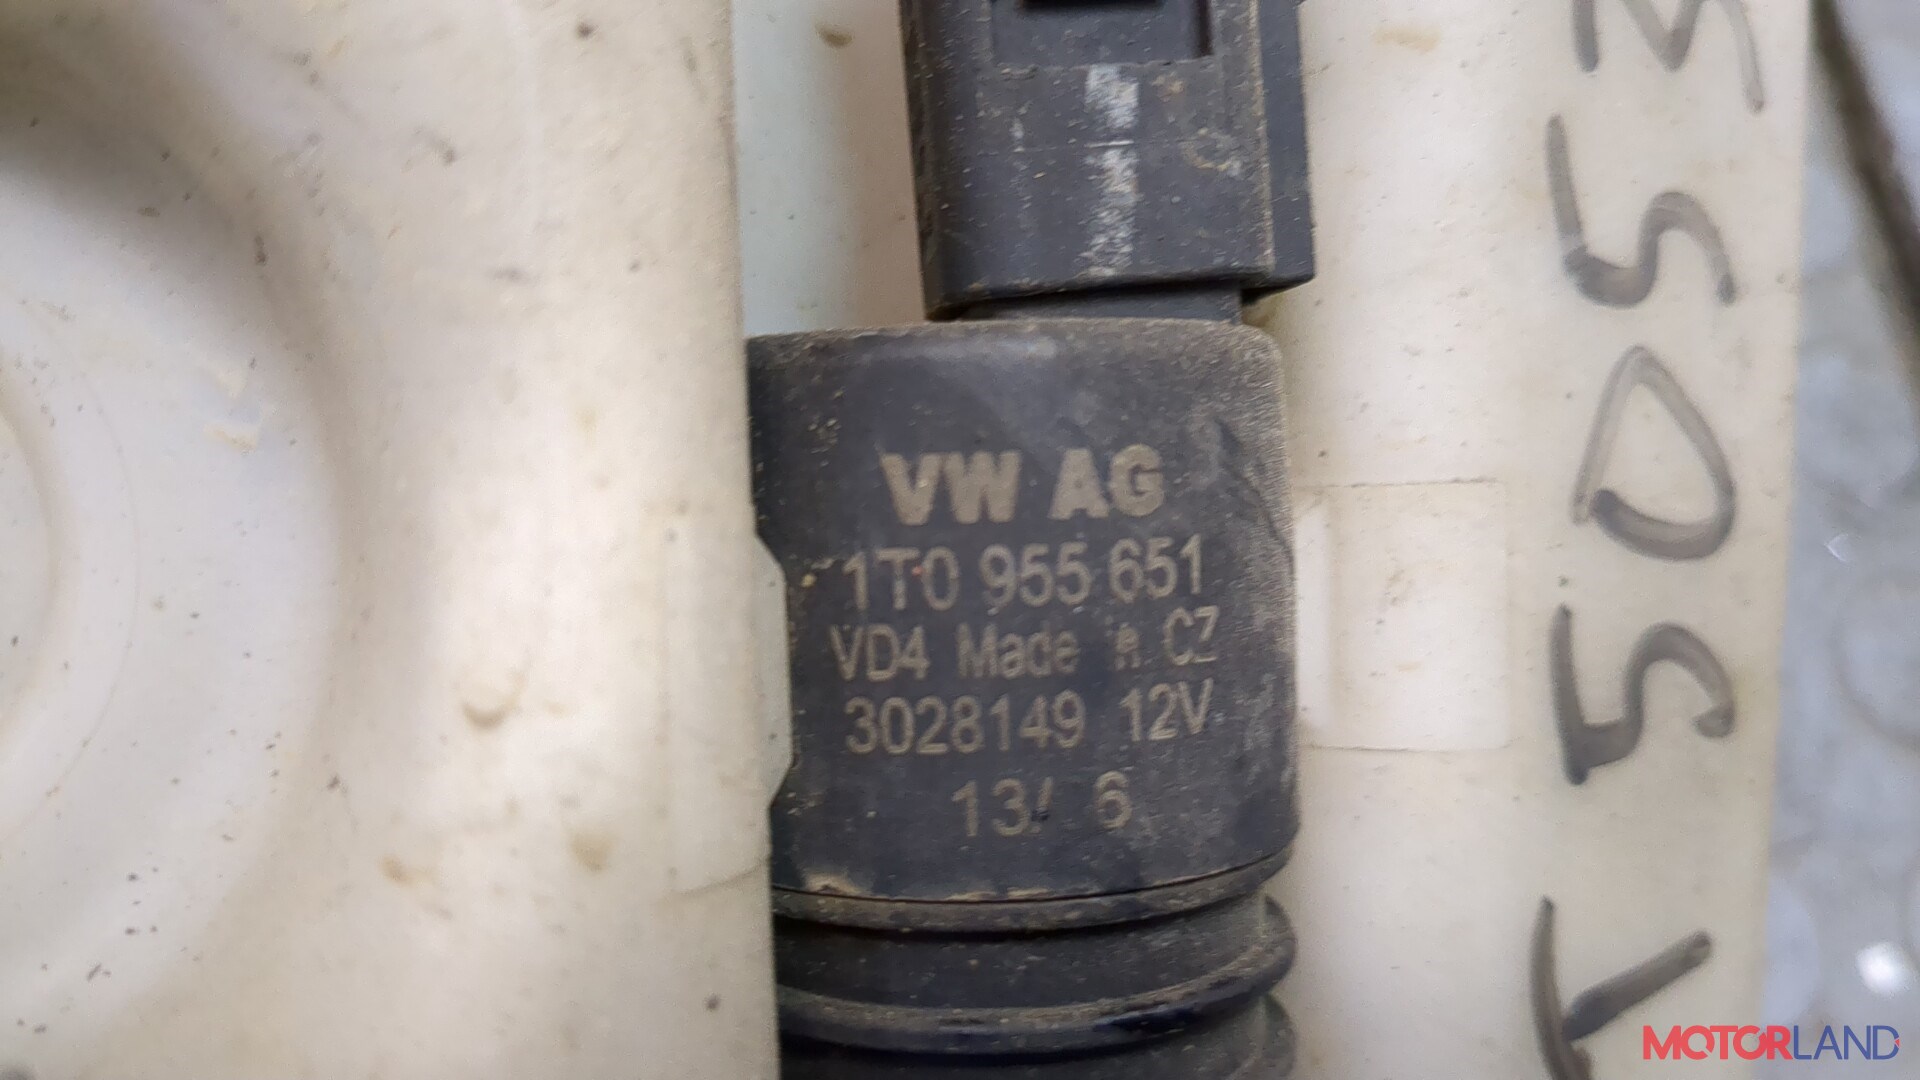 VW AG
1T0 955 651
VD4 Made in CZ
3028149 12V
13/ 6
MOTORLAND